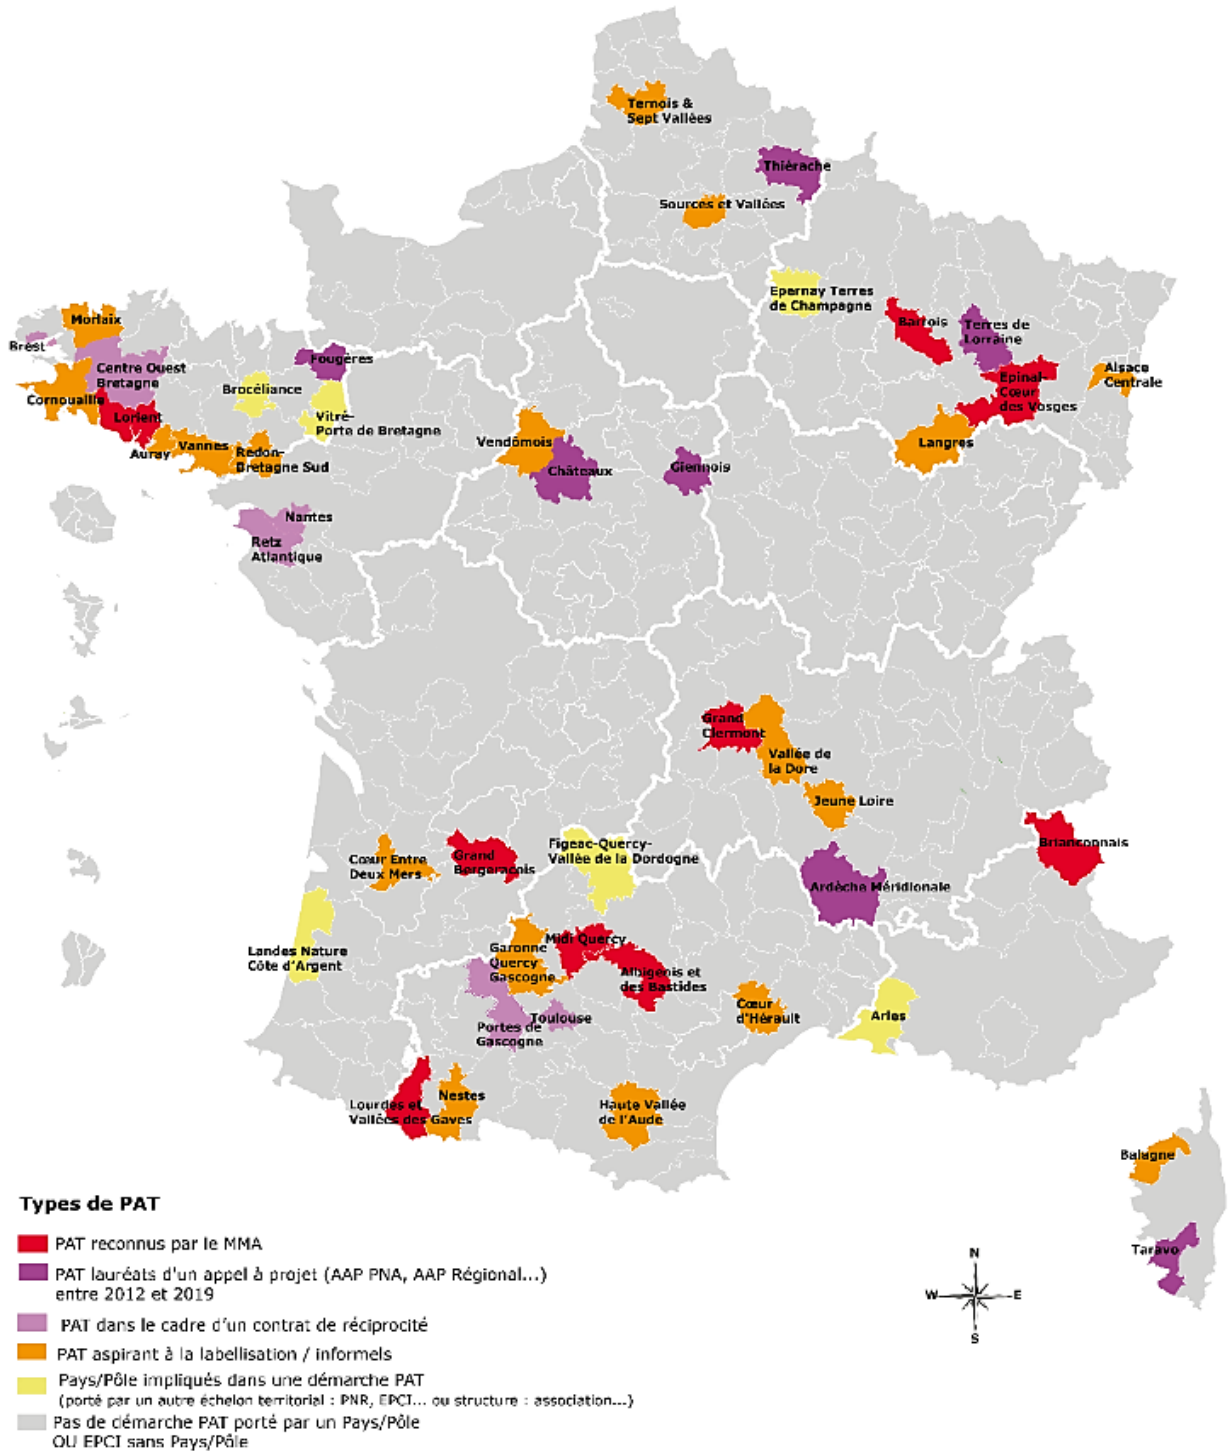 Ternois &
Sept Vallées
Thiérache
Sources et Vallées
Epernay Terres
de Champagne
Barrois
Terres de
Lorraine
Epinal-
Cœur
des Vosges
Alsace
Centrale
Langres
Morlaix
Brest
Centre Ouest
Bretagne
Cornouaille
Lorient
Auray
Vannes
Redon-
Bretagne Sud
Brocéliance
Fougères
Vitré-
Porte de Bretagne
Vendômois
Châteaux
Giennois
Nantes
Retz
Atlantique
Grand
Clermont
Vallée de
la Dore
Jeune Loire
Briançonnais
Cœur Entre
Deux Mers
Grand
Bergeracois
Figeac-Quercy-
Vallée de la Dordogne
Ardèche Méridionale
Landes Nature
Côte d'Argent
Garonne
Quercy
Gascogne
Midi Quercy
Albigeois et
des Bastides
Cœur
d'Hérault
Arles
Toulouse
Portes de
Gascogne
Lourdes et
Vallées des Gaves
Nestes
Haute Vallée
de l'Aude
Balagne
Taravo
Types de PAT
PAT reconnus par le MMA
PAT lauréats d'un appel à projet (AAP PNA, AAP Régional...)
entre 2012 et 2019
PAT dans le cadre d'un contrat de réciprocité
PAT aspirant à la labellisation / informels
Pays/Pôle impliqués dans une démarche PAT
(porté par un autre échelon territorial : PNR, EPCI... ou structure : association...)
Pas de démarche PAT porté par un Pays/Pôle
OU EPCI sans Pays/Pôle
N
W
E
S